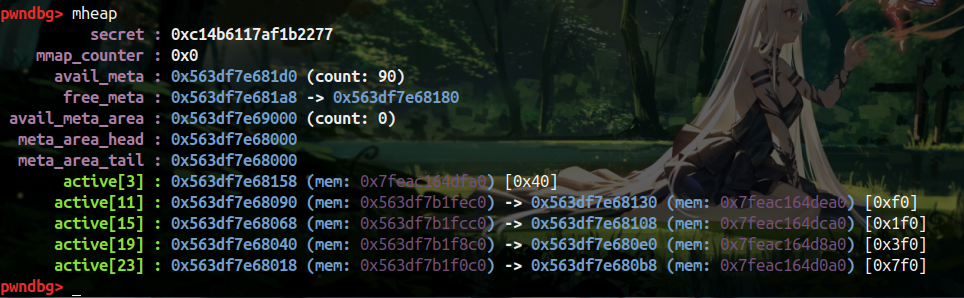 pwndbg> mheap
secret : 0xc14b6117af1b2277
mmap_counter : 0x0
avail_meta : 0x563df7e681d0 (count: 90)
free_meta : 0x563df7e681a8 -> 0x563df7e68180
avail_meta_area : 0x563df7e69000 (count: 0)
meta_area_head : 0x563df7e68000
meta_area_tail : 0x563df7e68000
active[3] : 0x563df7e68158 (mem: 0x7feac164dfa0) [0x40]
active[11] : 0x563df7e68090 (mem: 0x563df7b1fec0) -> 0x563df7e68130 (mem: 0x7feac164dea0) [0xf0]
active[15] : 0x563df7e68068 (mem: 0x563df7b1fcc0) -> 0x563df7e68108 (mem: 0x7feac164dca0) [0x1f0]
active[19] : 0x563df7e68040 (mem: 0x563df7b1f8c0) -> 0x563df7e680e0 (mem: 0x7feac164d8a0) [0x3f0]
active[23] : 0x563df7e68018 (mem: 0x563df7b1f0c0) -> 0x563df7e680b8 (mem: 0x7feac164d0a0) [0x7f0]
pwndbg> _